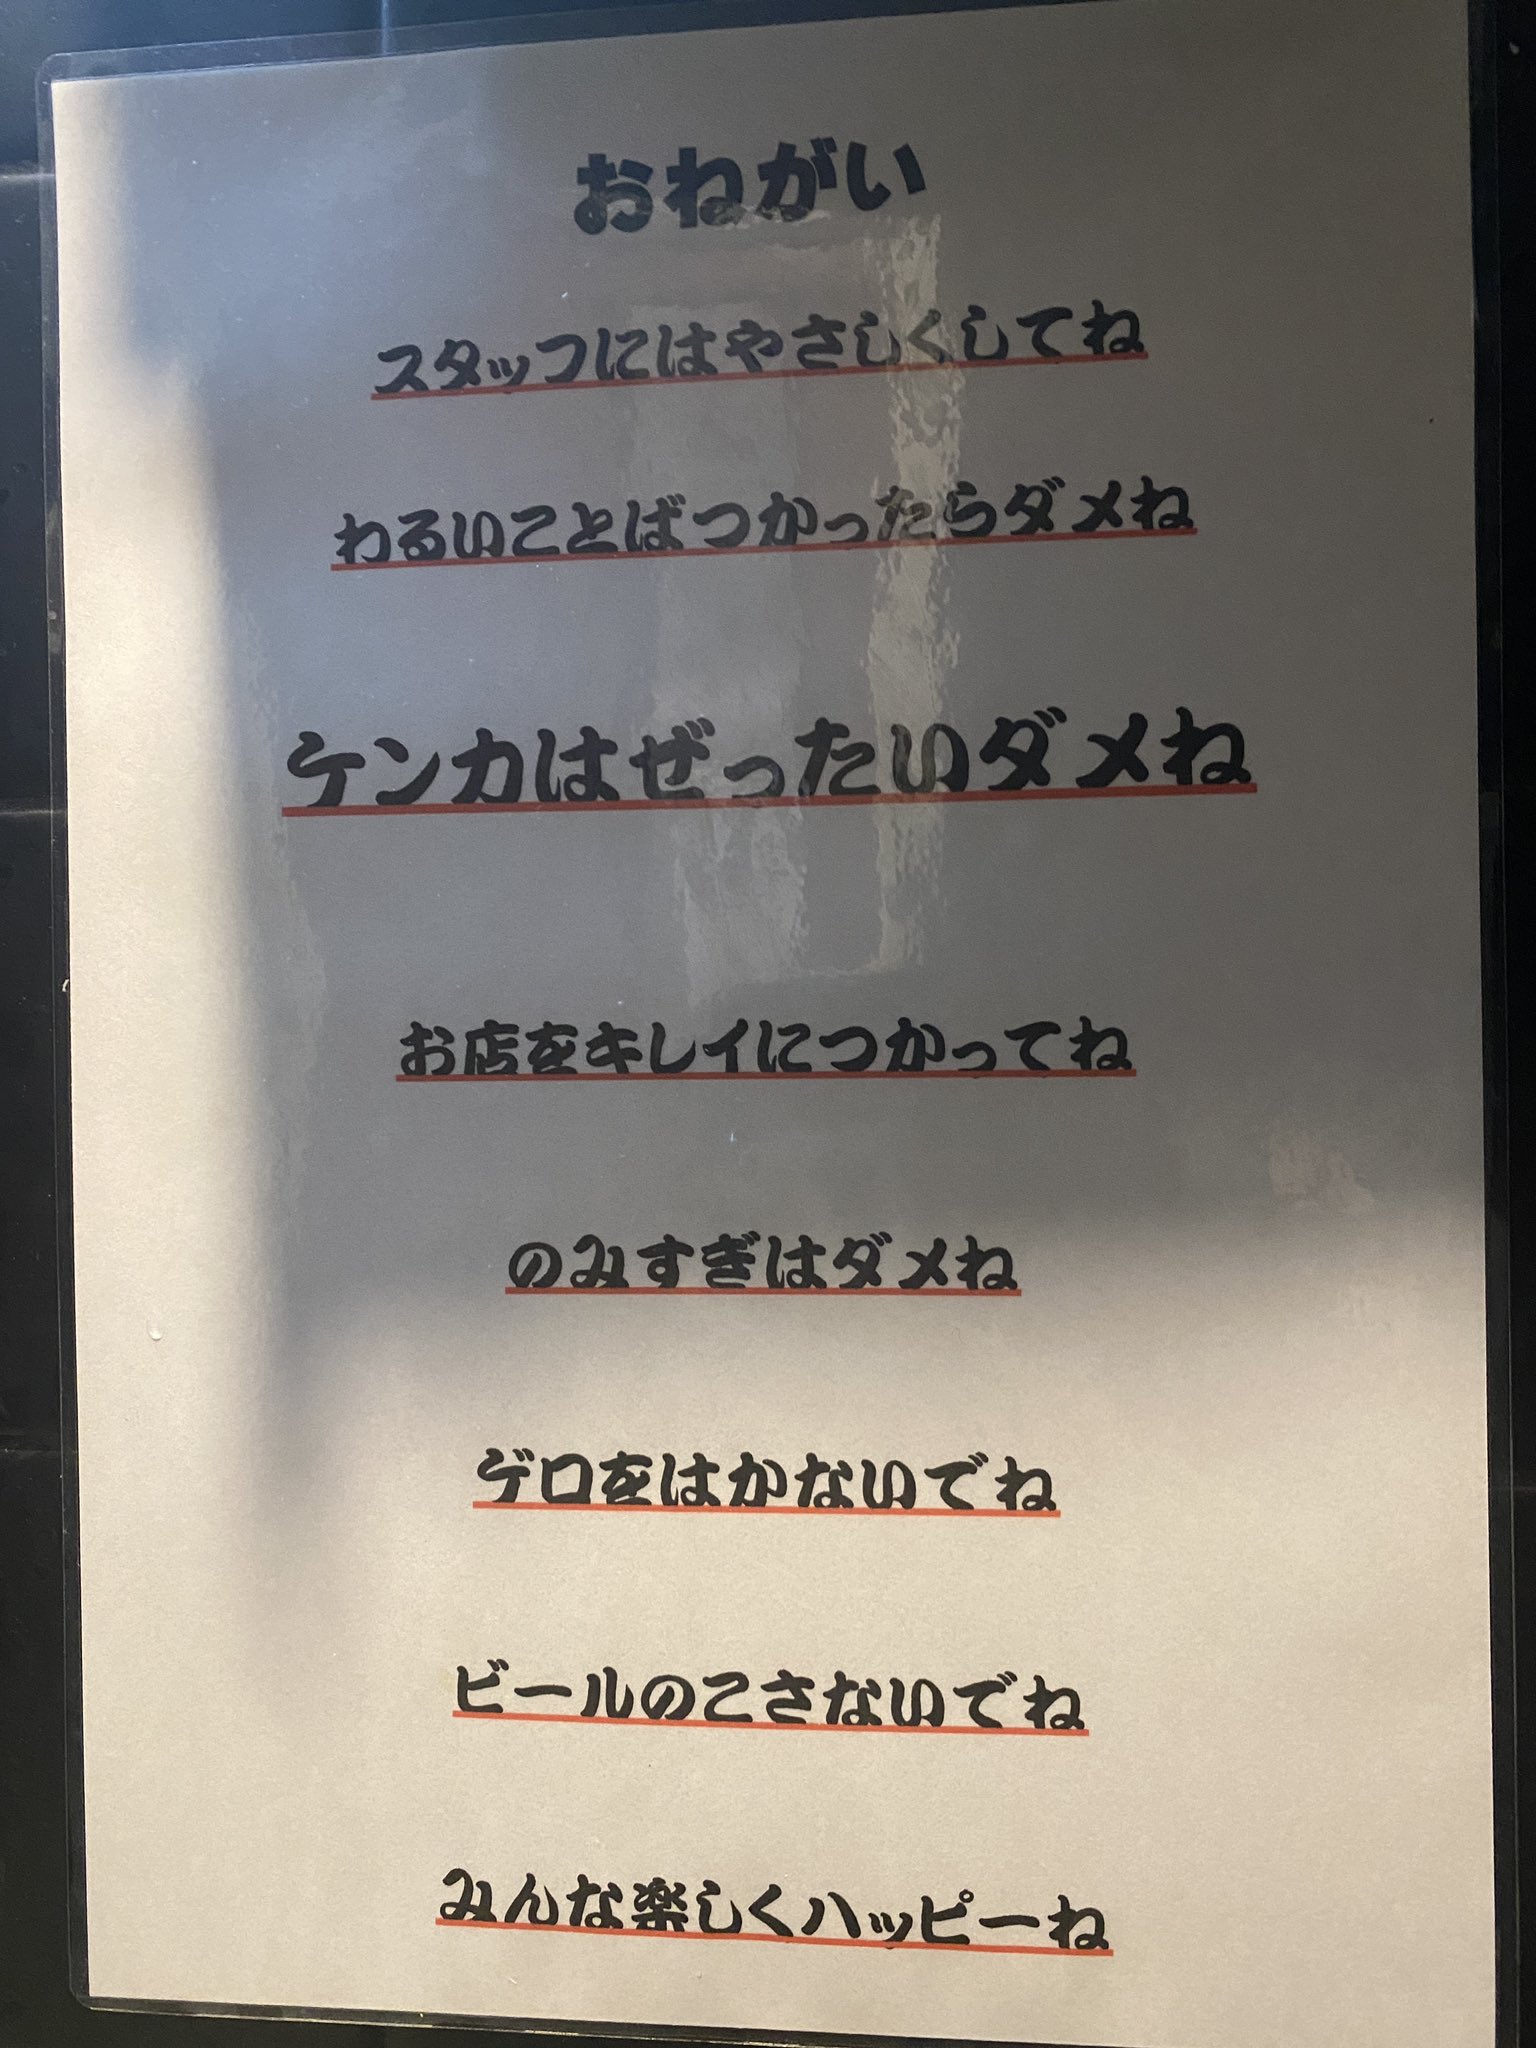 おねがい
スタッフにはやさしくしてね
わるいことばつかったらダメね
ケンカはぜったいダメね
お店をキレイにつかってね
のみすぎはダメね
ゲロをはかないでね
ビールのこさないでね
みんな楽しくハッピーね